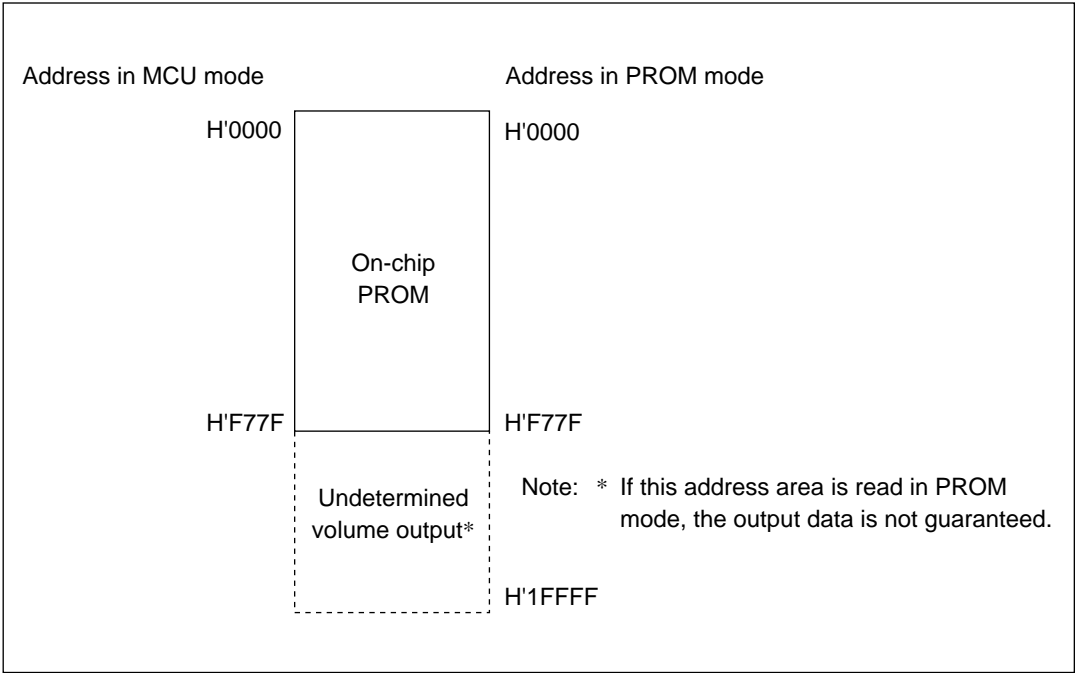 Address in MCU mode
Address in PROM mode
H'0000
H'0000
On-chip
PROM
H'F77F
H'F77F
Undetermined
volume output*
Note: * If this address area is read in PROM
mode, the output data is not guaranteed.
H'1FFFF